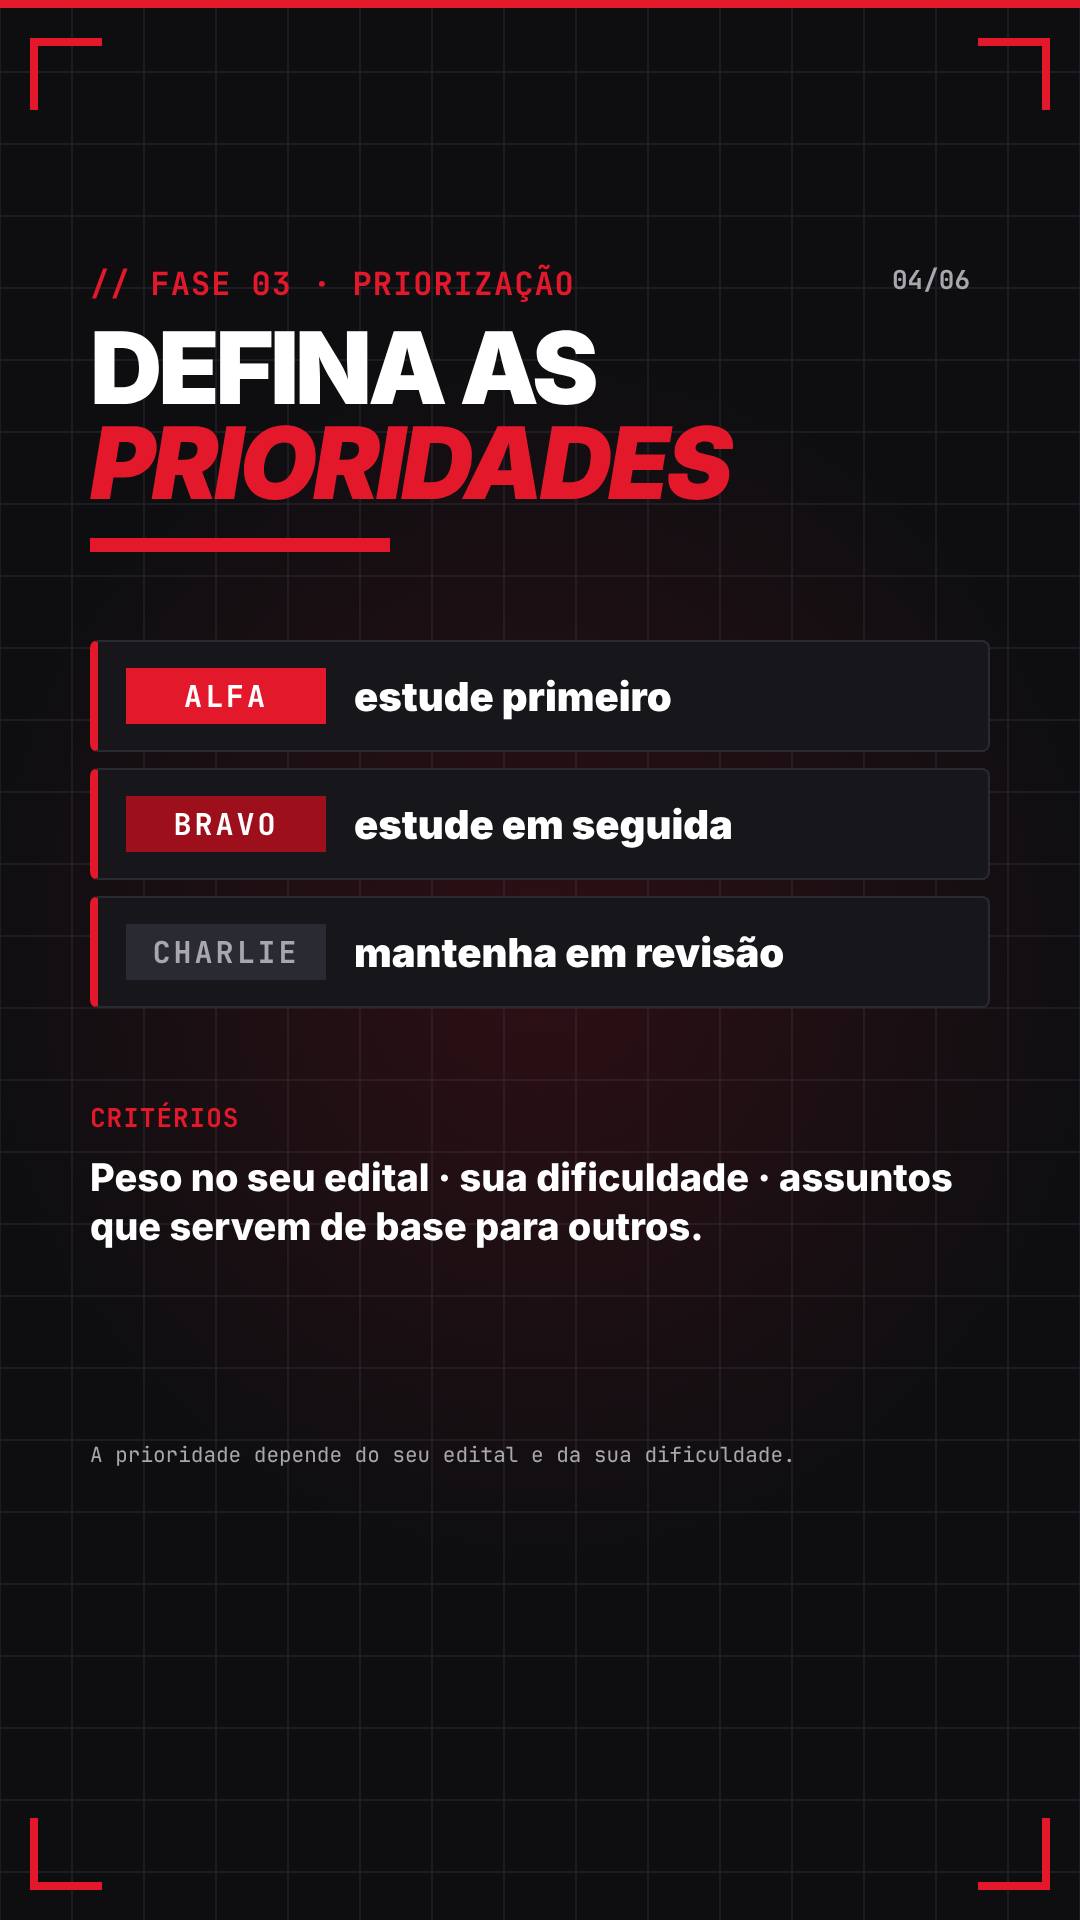 // FASE 03 · PRIORIZAÇÃO
04/06
DEFINA AS
PRIORIDADES
ALFA
estude primeiro
BRAVO
estude em seguida
CHARLIE
mantenha em revisão
CRITÉRIOS
Peso no seu edital · sua dificuldade · assuntos
que servem de base para outros.
A prioridade depende do seu edital e da sua dificuldade.